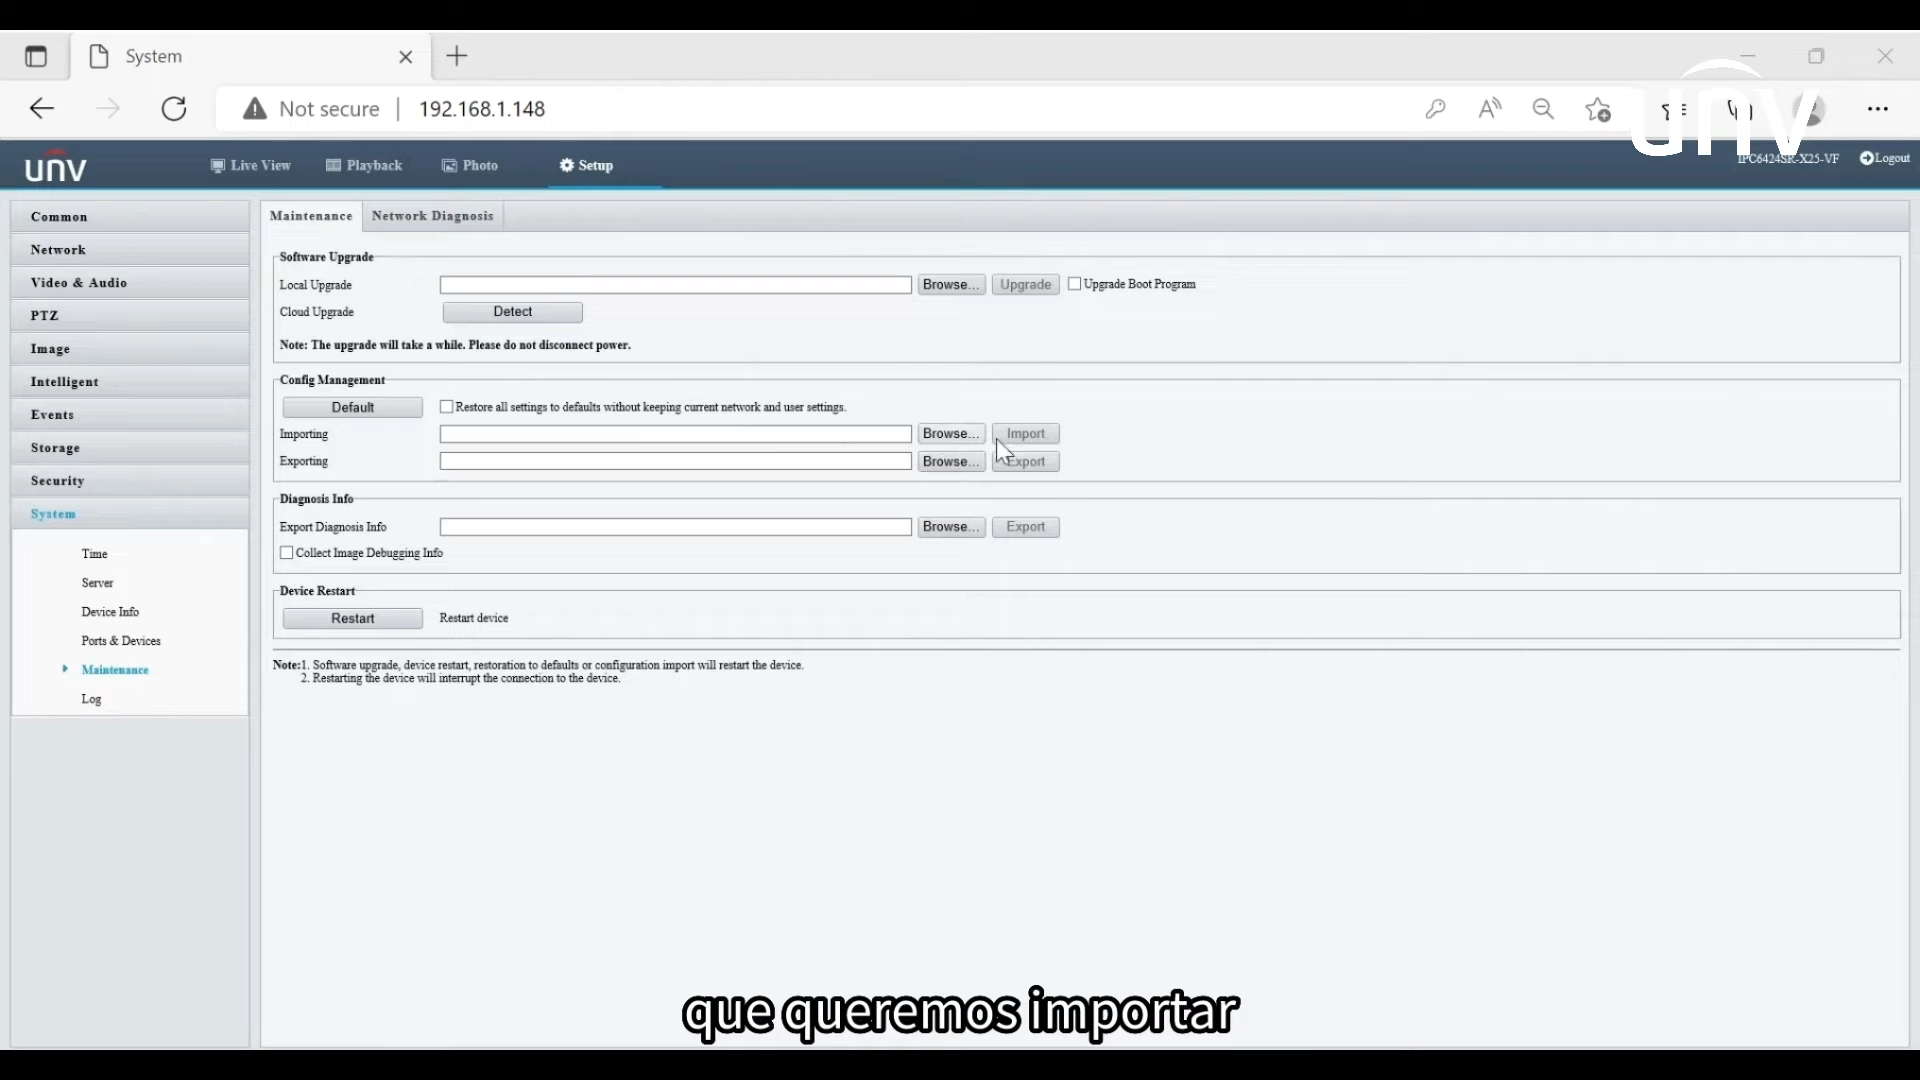 System
Not secure | 192.168.1.148
unv
unv Live View Playback Photo Setup IPC6424SR-X25-VF Logout
Common
Network
Video & Audio
PTZ
Image
Intelligent
Events
Storage
Security
System
Time
Server
Device Info
Ports & Devices
Maintenance
Log
Maintenance Network Diagnosis
Software Upgrade
Local Upgrade Browse... Upgrade Upgrade Boot Program
Cloud Upgrade Detect
Note: The upgrade will take a while. Please do not disconnect power.
Config Management
Default Restore all settings to defaults without keeping current network and user settings.
Importing Browse... Import
Exporting Browse... Export
Diagnosis Info
Export Diagnosis Info Browse... Export
Collect Image Debugging Info
Device Restart
Restart Restart device
Note:1. Software upgrade, device restart, restoration to defaults or configuration import will restart the device.
2. Restarting the device will interrupt the connection to the device.
que queremos importar